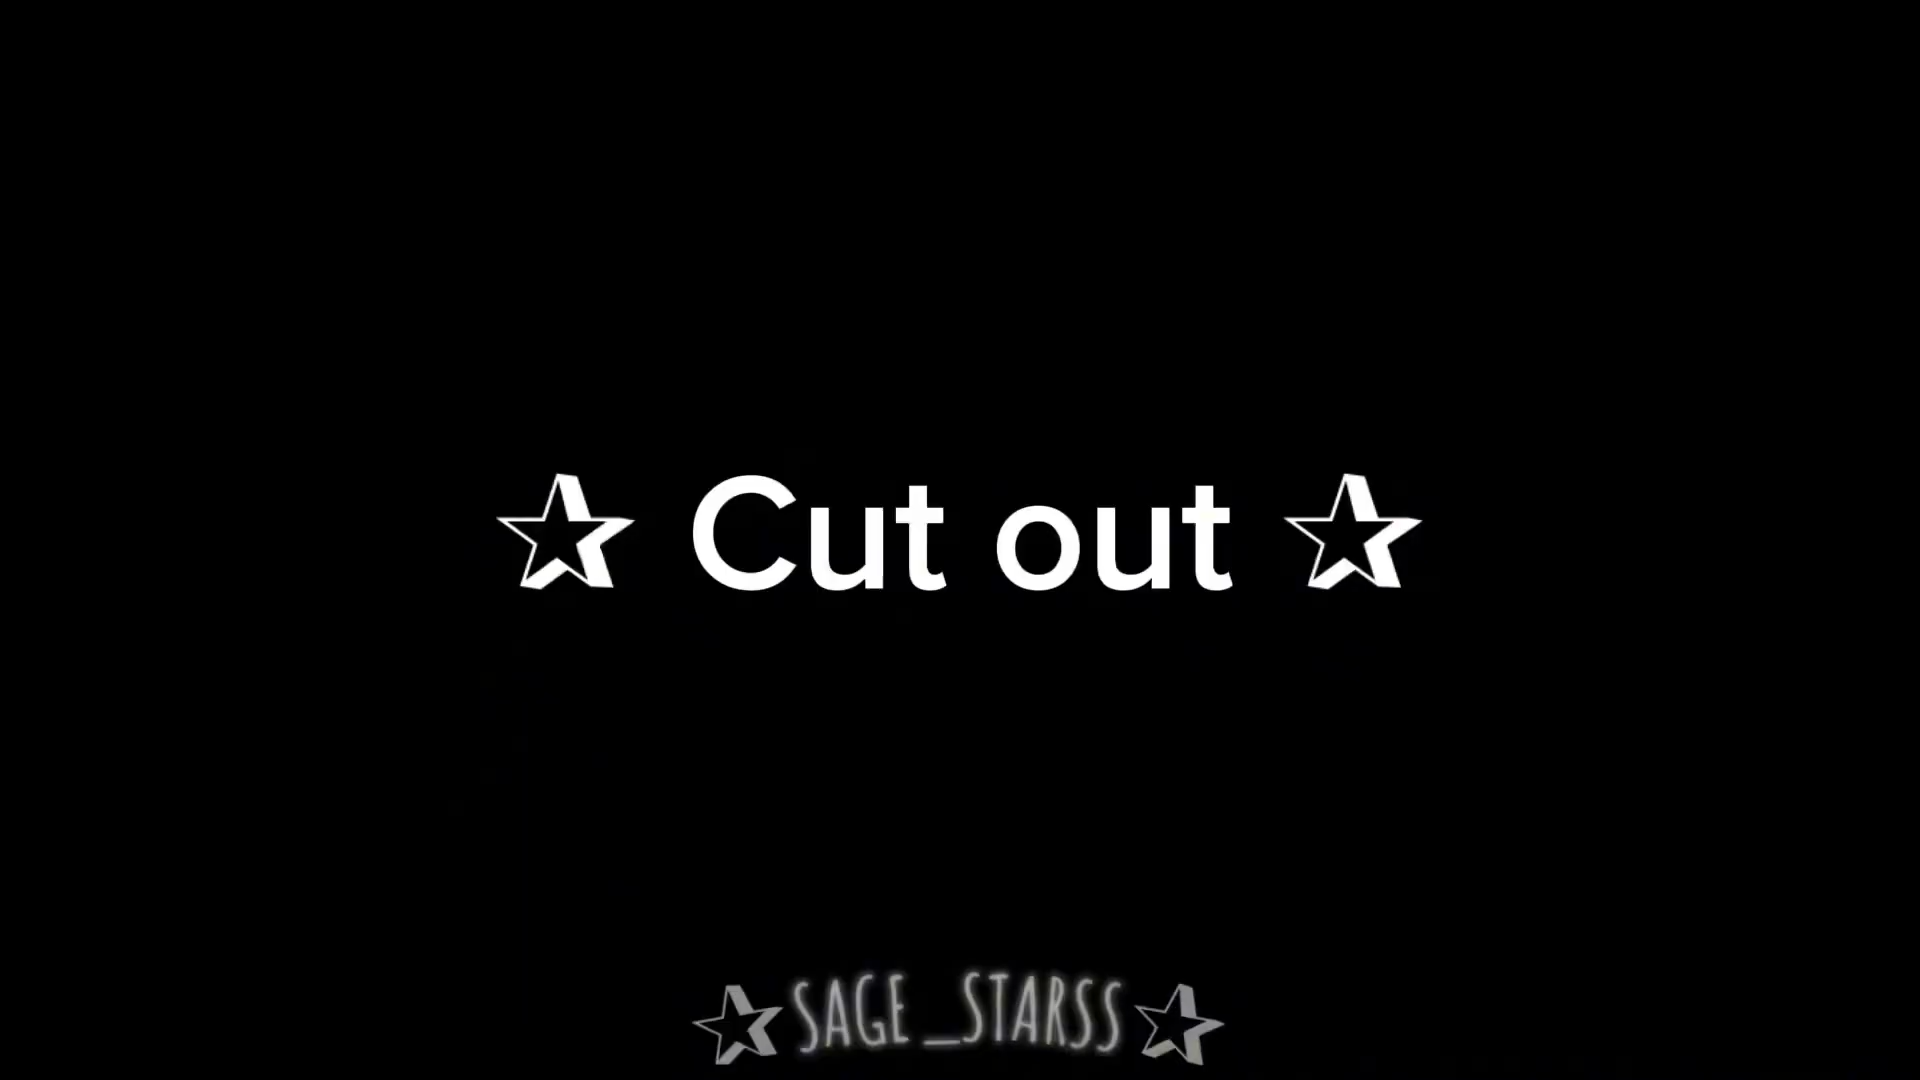 ✰ Cut out ✰
✰ SAGE_STARSS ✰